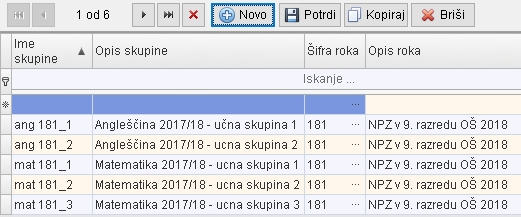 1 od 6 Novo Potrdi Kopiraj Briši
Ime skupine Opis skupine Šifra roka Opis roka
Iskanje ...
...
ang 181_1 Angleščina 2017/18 - učna skupina 1 181 ... NPZ v 9. razredu OŠ 2018
ang 181_2 Angleščina 2017/18 - ucna skupina 2 181 ... NPZ v 9. razredu OŠ 2018
mat 181_1 Matematika 2017/18 - ucna skupina 1 181 ... NPZ v 9. razredu OŠ 2018
mat 181_2 Matematika 2017/18 - ucna skupina 2 181 ... NPZ v 9. razredu OŠ 2018
mat 181_3 Matematika 2017/18 - ucna skupina 3 181 ... NPZ v 9. razredu OŠ 2018